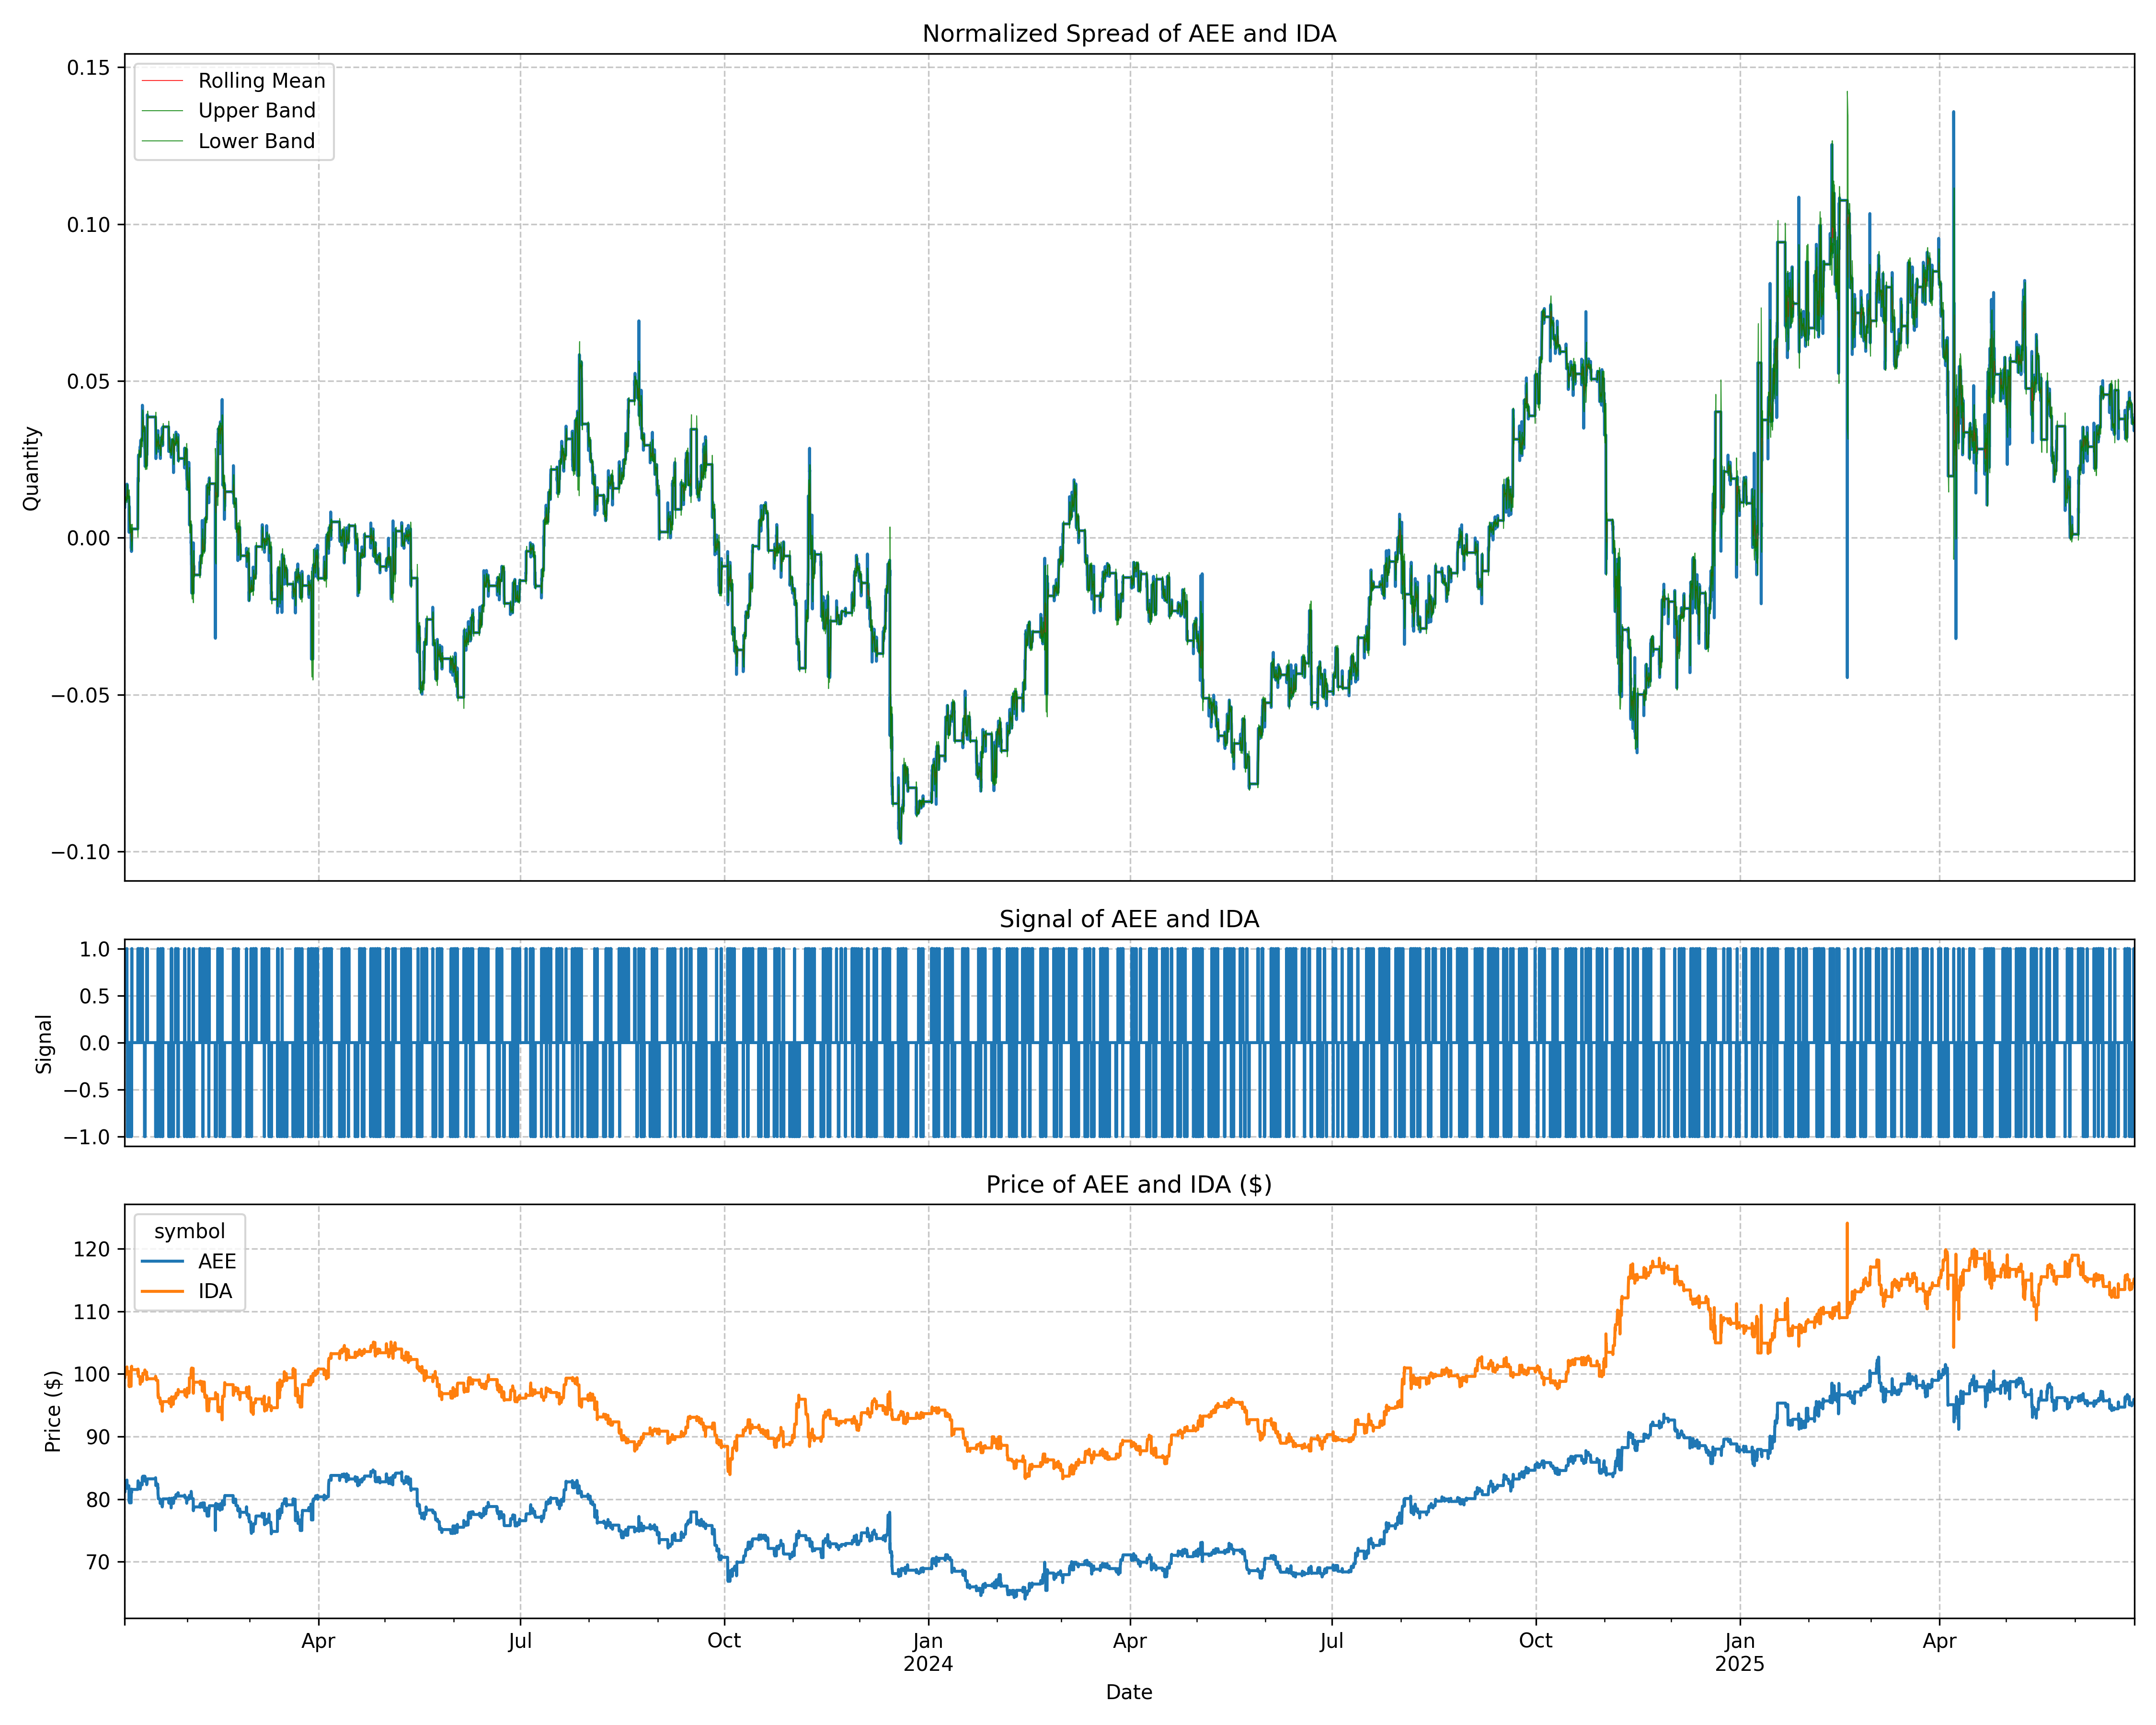 Normalized Spread of AEE and IDA
0.15
0.10
0.05
0.00
−0.05
−0.10
Quantity
Rolling Mean
Upper Band
Lower Band
Signal of AEE and IDA
1.0
0.5
0.0
−0.5
−1.0
Signal
Price of AEE and IDA ($)
120
110
100
90
80
70
Price ($)
symbol
AEE
IDA
Apr Jul Oct Jan Apr Jul Oct Jan Apr
2024 2025
Date